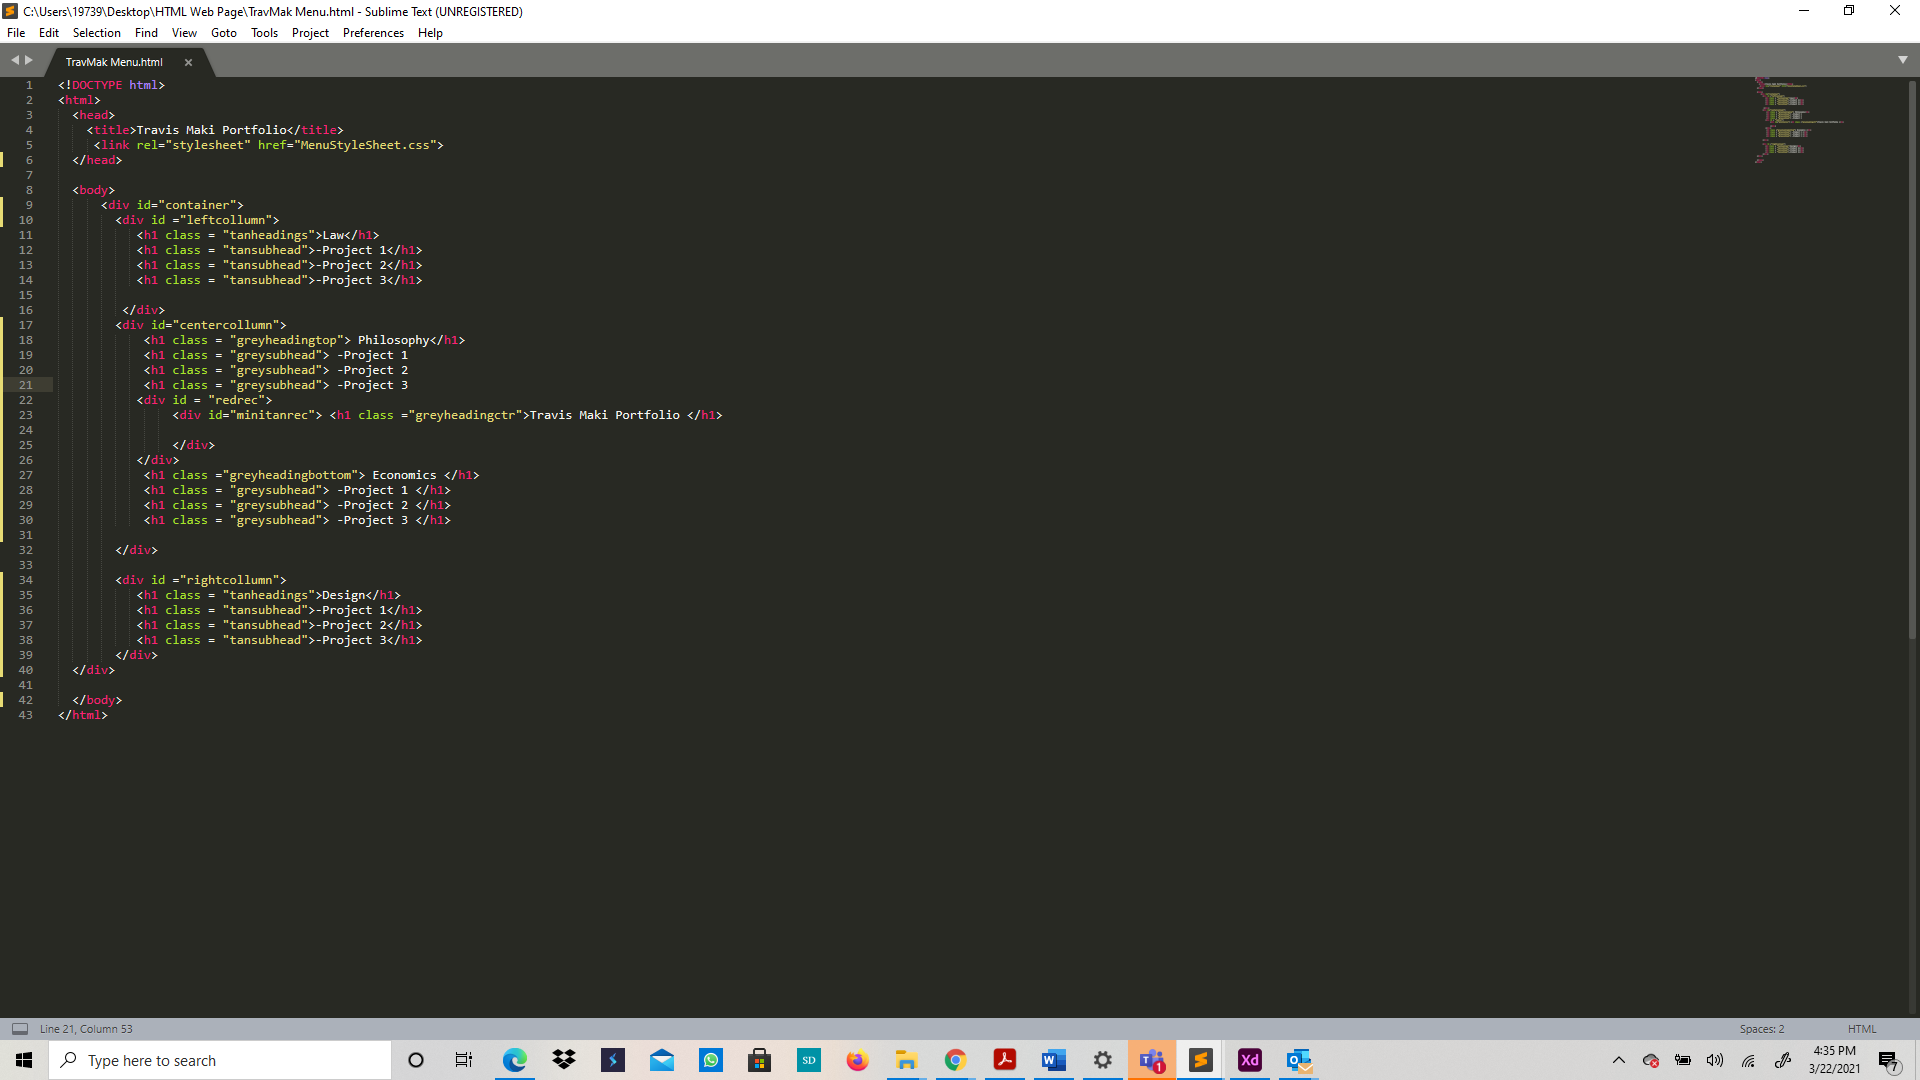 C:\Users\19739\Desktop\HTML Web Page\TravMak Menu.html - Sublime Text (UNREGISTERED)
File Edit Selection Find View Goto Tools Project Preferences Help
TravMak Menu.html
1 <!DOCTYPE html>
2 <html>
3 <head>
4 <title>Travis Maki Portfolio</title>
5 <link rel="stylesheet" href="MenuStyleSheet.css">
6 </head>
7
8 <body>
9 <div id="container">
10 <div id ="leftcollumn">
11 <h1 class = "tanheadings">Law</h1>
12 <h1 class = "tansubhead">-Project 1</h1>
13 <h1 class = "tansubhead">-Project 2</h1>
14 <h1 class = "tansubhead">-Project 3</h1>
15
16 </div>
17 <div id="centercollumn">
18 <h1 class = "greyheadingtop"> Philosophy</h1>
19 <h1 class = "greysubhead"> -Project 1
20 <h1 class = "greysubhead"> -Project 2
21 <h1 class = "greysubhead"> -Project 3
22 <div id = "redrec">
23 <div id="minitanrec"> <h1 class ="greyheadingctr">Travis Maki Portfolio </h1>
24
25 </div>
26 </div>
27 <h1 class ="greyheadingbottom"> Economics </h1>
28 <h1 class = "greysubhead"> -Project 1 </h1>
29 <h1 class = "greysubhead"> -Project 2 </h1>
30 <h1 class = "greysubhead"> -Project 3 </h1>
31
32 </div>
33
34 <div id ="rightcollumn">
35 <h1 class = "tanheadings">Design</h1>
36 <h1 class = "tansubhead">-Project 1</h1>
37 <h1 class = "tansubhead">-Project 2</h1>
38 <h1 class = "tansubhead">-Project 3</h1>
39 </div>
40 </div>
41
42 </body>
43 </html>
Line 21, Column 53 Spaces: 2 HTML
Type here to search
SD
W
1
Xd
4:35 PM
3/22/2021
7